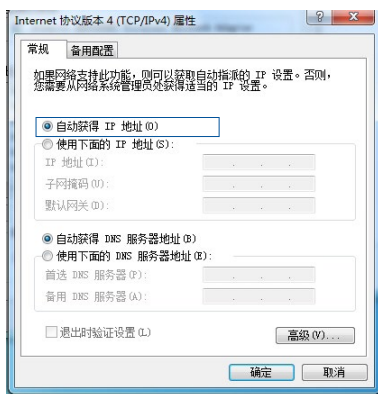 Internet 协议版本 4 (TCP/IPv4) 属性
常规 备用配置
如果网络支持此功能，则可以获取自动指派的 IP 设置。否则，
您需要从网络系统管理员处获得适当的 IP 设置。
自动获得 IP 地址(O)
使用下面的 IP 地址(S):
IP 地址(I):
子网掩码(U):
默认网关(D):
自动获得 DNS 服务器地址(B)
使用下面的 DNS 服务器地址(E):
首选 DNS 服务器(P):
备用 DNS 服务器(A):
退出时验证设置(L)
高级(V)...
确定 取消